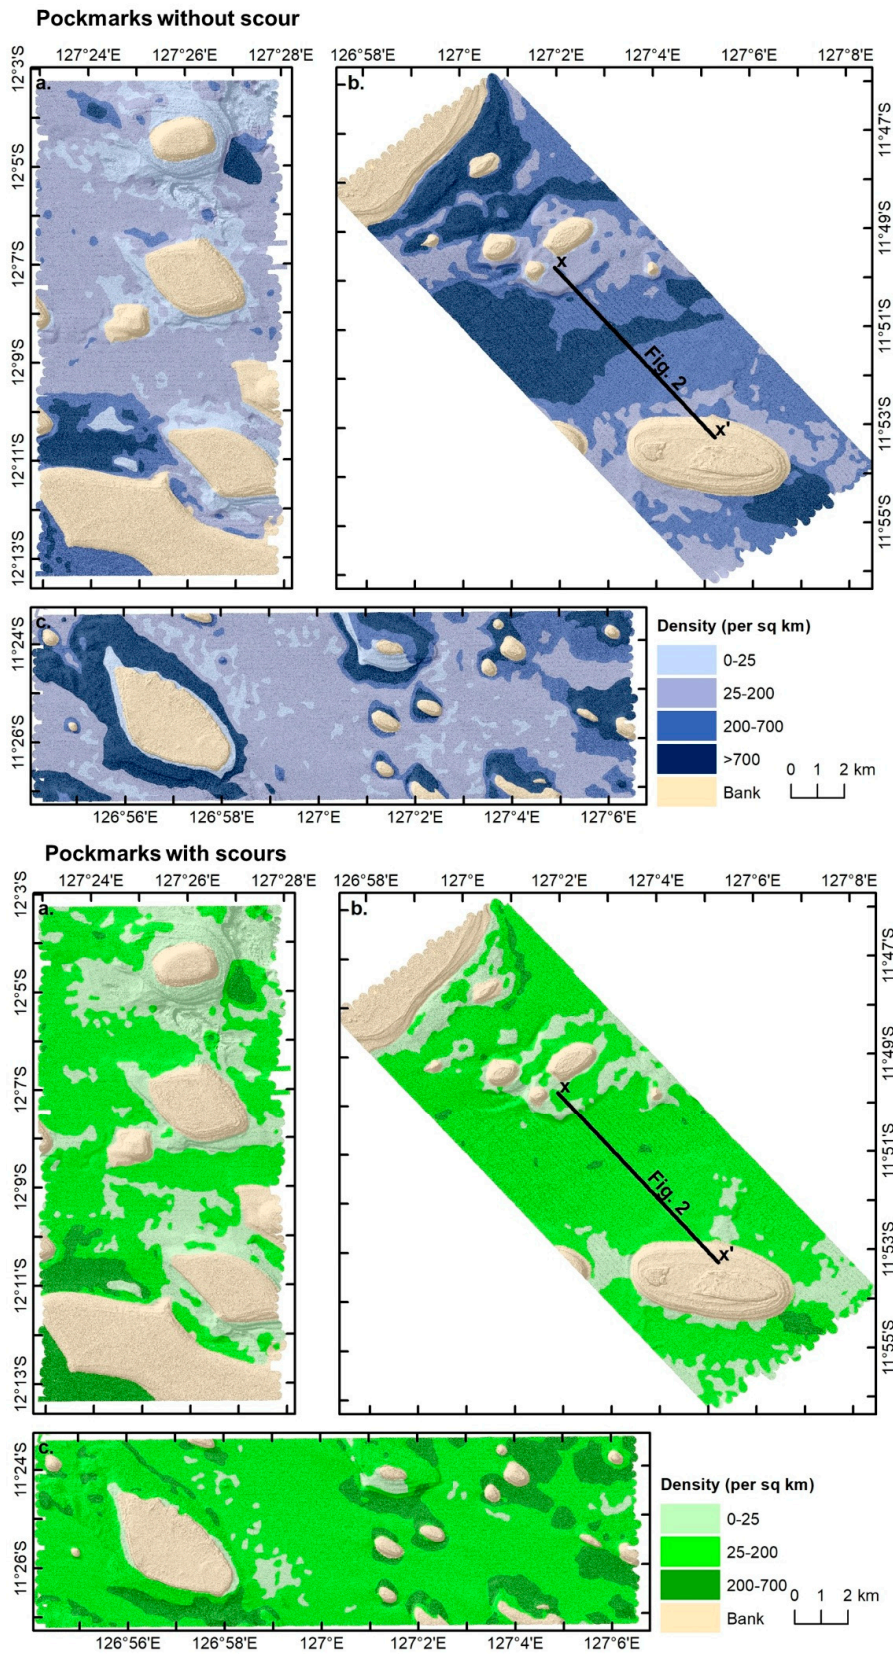 Pockmarks without scour
127°24'E 127°26'E 127°28'E
126°58'E 127°E 127°2'E 127°4'E 127°6'E 127°8'E
a.
b.
12°3'S
12°5'S
12°7'S
12°9'S
12°11'S
12°13'S
11°47'S
11°49'S
11°51'S
11°53'S
11°55'S
x
Fig. 2
x'
c.
11°24'S
11°26'S
126°56'E 126°58'E 127°E 127°2'E 127°4'E 127°6'E
Density (per sq km)
0-25
25-200
200-700
>700
Bank
0 1 2 km
Pockmarks with scours
127°24'E 127°26'E 127°28'E
126°58'E 127°E 127°2'E 127°4'E 127°6'E 127°8'E
a.
b.
12°3'S
12°5'S
12°7'S
12°9'S
12°11'S
12°13'S
11°47'S
11°49'S
11°51'S
11°53'S
11°55'S
x
Fig. 2
x'
c.
11°24'S
11°26'S
126°56'E 126°58'E 127°E 127°2'E 127°4'E 127°6'E
Density (per sq km)
0-25
25-200
200-700
Bank
0 1 2 km